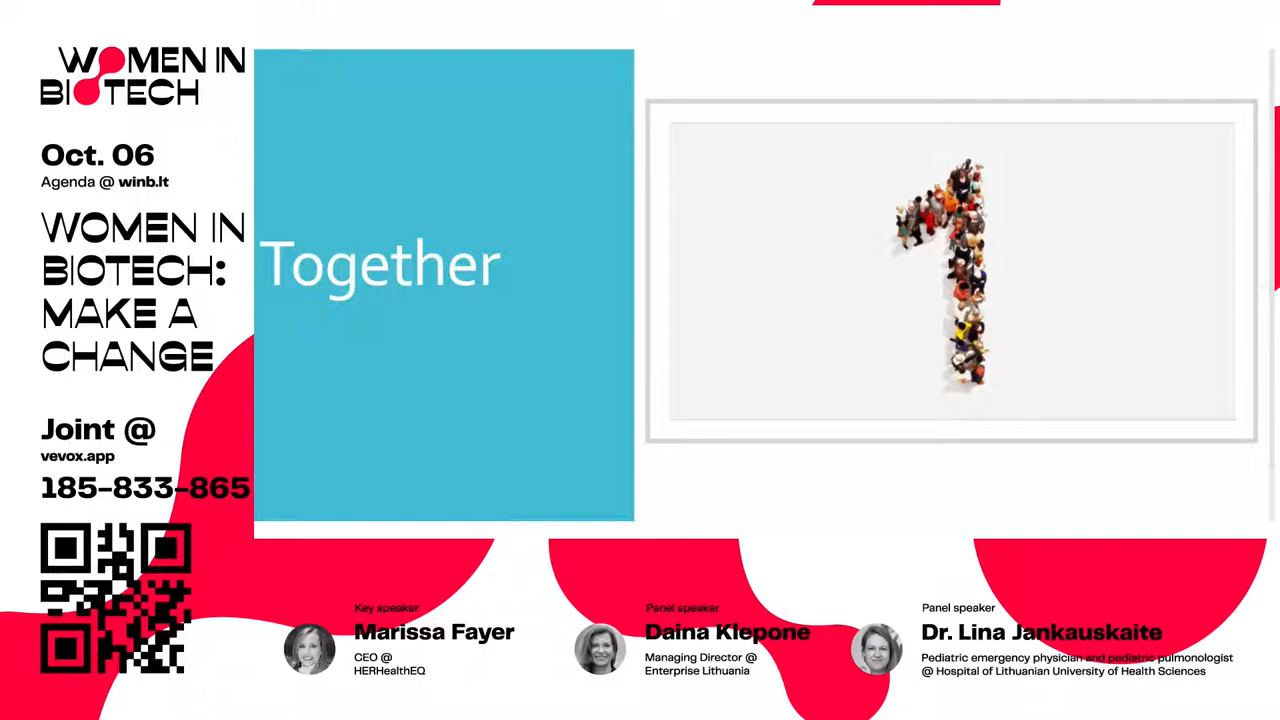 WOMEN IN
BIOTECH
Oct. 06
Agenda @ winb.lt
WOMEN IN
BIOTECH:
MAKE A
CHANGE
Joint @
vevox.app
185-833-865
Together
Key speaker
Marissa Fayer
CEO @
HERHealthEQ
Panel speaker
Daina Klepone
Managing Director @
Enterprise Lithuania
Panel speaker
Dr. Lina Jankauskaite
Pediatric emergency physician and pediatric pulmonologist
@ Hospital of Lithuanian University of Health Sciences